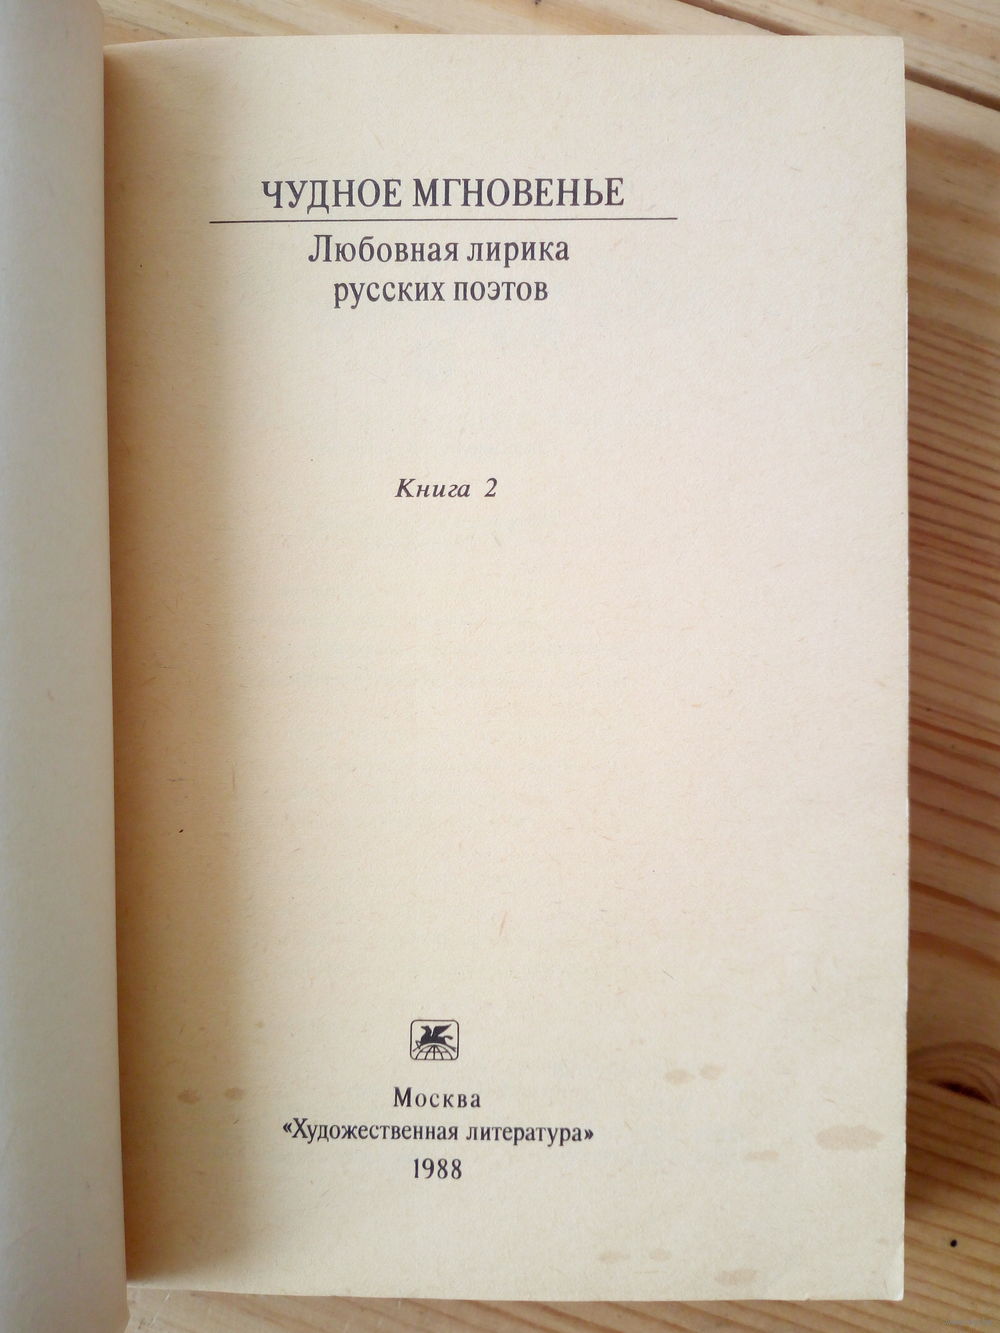 ЧУДНОЕ МГНОВЕНЬЕ
Любовная лирика
русских поэтов
Книга 2
Москва
«Художественная литература»
1988